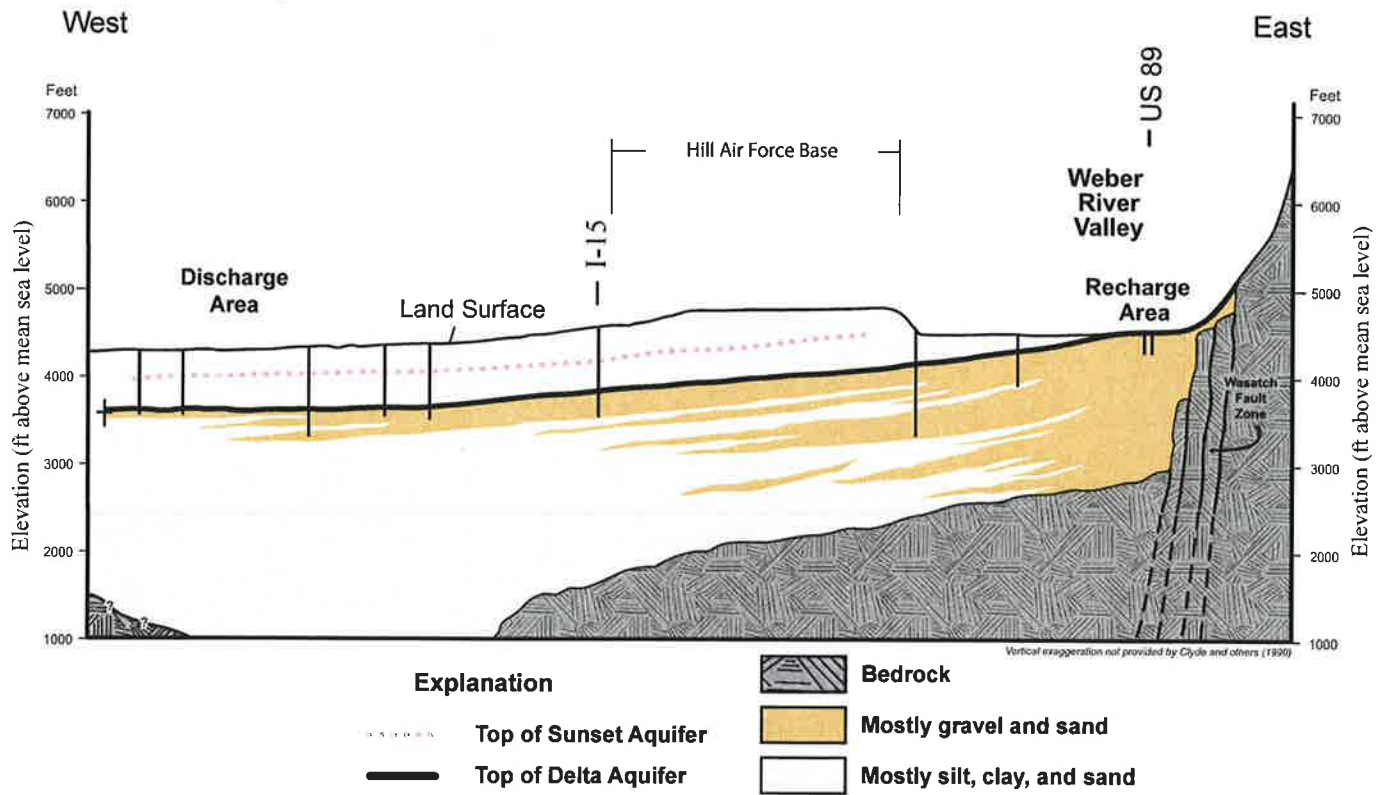 West
East
Feet
Feet
7000
6000
5000
4000
3000
2000
1000
7000
6000
5000
4000
3000
2000
1000
Elevation (ft above mean sea level)
Elevation (ft above mean sea level)
US 89
Hill Air Force Base
Weber
River
Valley
I-15
Discharge
Area
Land Surface
Recharge
Area
Wasatch
Fault
Zone
?
?
Vertical exaggeration not provided by Clyde and others (1990)
Explanation
Top of Sunset Aquifer
Top of Delta Aquifer
Bedrock
Mostly gravel and sand
Mostly silt, clay, and sand